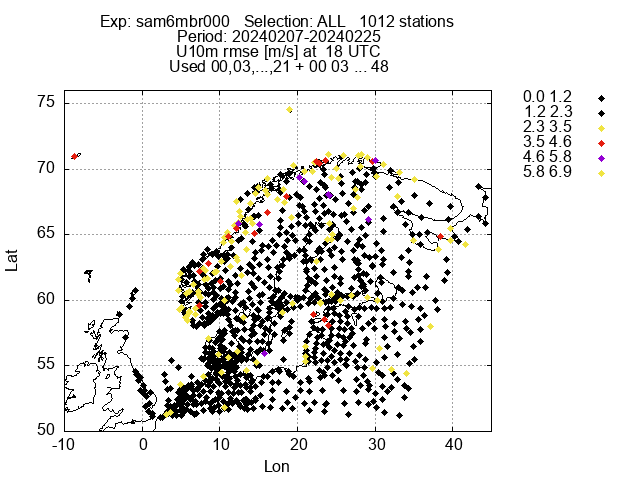 Exp: sam6mbr000   Selection: ALL   1012 stations
Period: 20240207-20240225
U10m rmse [m/s] at  18 UTC
Used 00,03,...,21 + 00 03 ... 48
75
70
65
60
55
50
Lat
-10 0 10 20 30 40
Lon
0.0 1.2
1.2 2.3
2.3 3.5
3.5 4.6
4.6 5.8
5.8 6.9